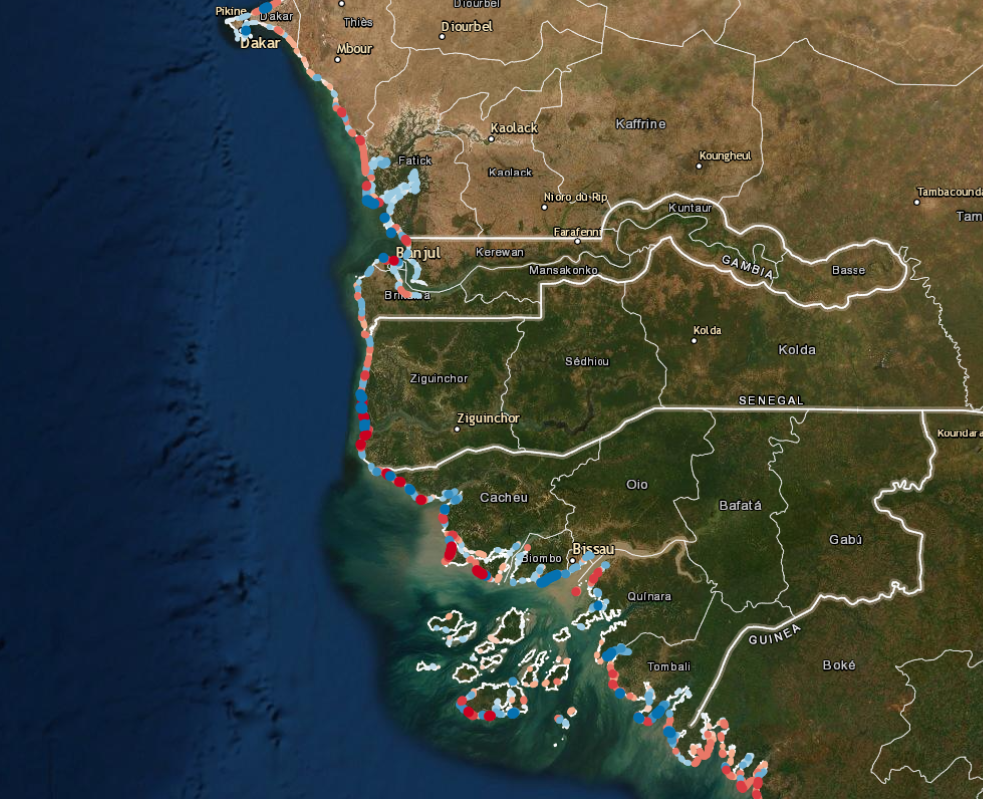 Diourbel
Pikine
Dakar
Thiès
Diourbel
Dakar
Mbour
Kaolack
Kaffrine
Koungheul
Fatick
Kaolack
Nioro du Rip
Tambacounda
Kuntaur
Tam
Farafenni
Banjul
Kerewan
Mansakonko
GAMBIA
Basse
Brikama
Kolda
Kolda
Sédhiou
Ziguinchor
SENEGAL
Ziguinchor
Koundara
Oio
Cacheu
Bafatá
Gabú
Bissau
Biombo
Quínara
GUINEA
Tombali
Boké